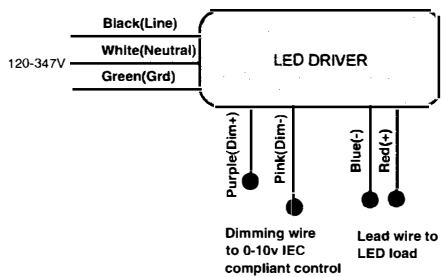 Black(Line)
White(Neutral)
120-347V
Green(Grd)
LED DRIVER
Purple(Dim+)
Pink(Dim-)
Blue(-)
Red(+)
Dimming wire
to 0-10v IEC
compliant control
Lead wire to
LED load